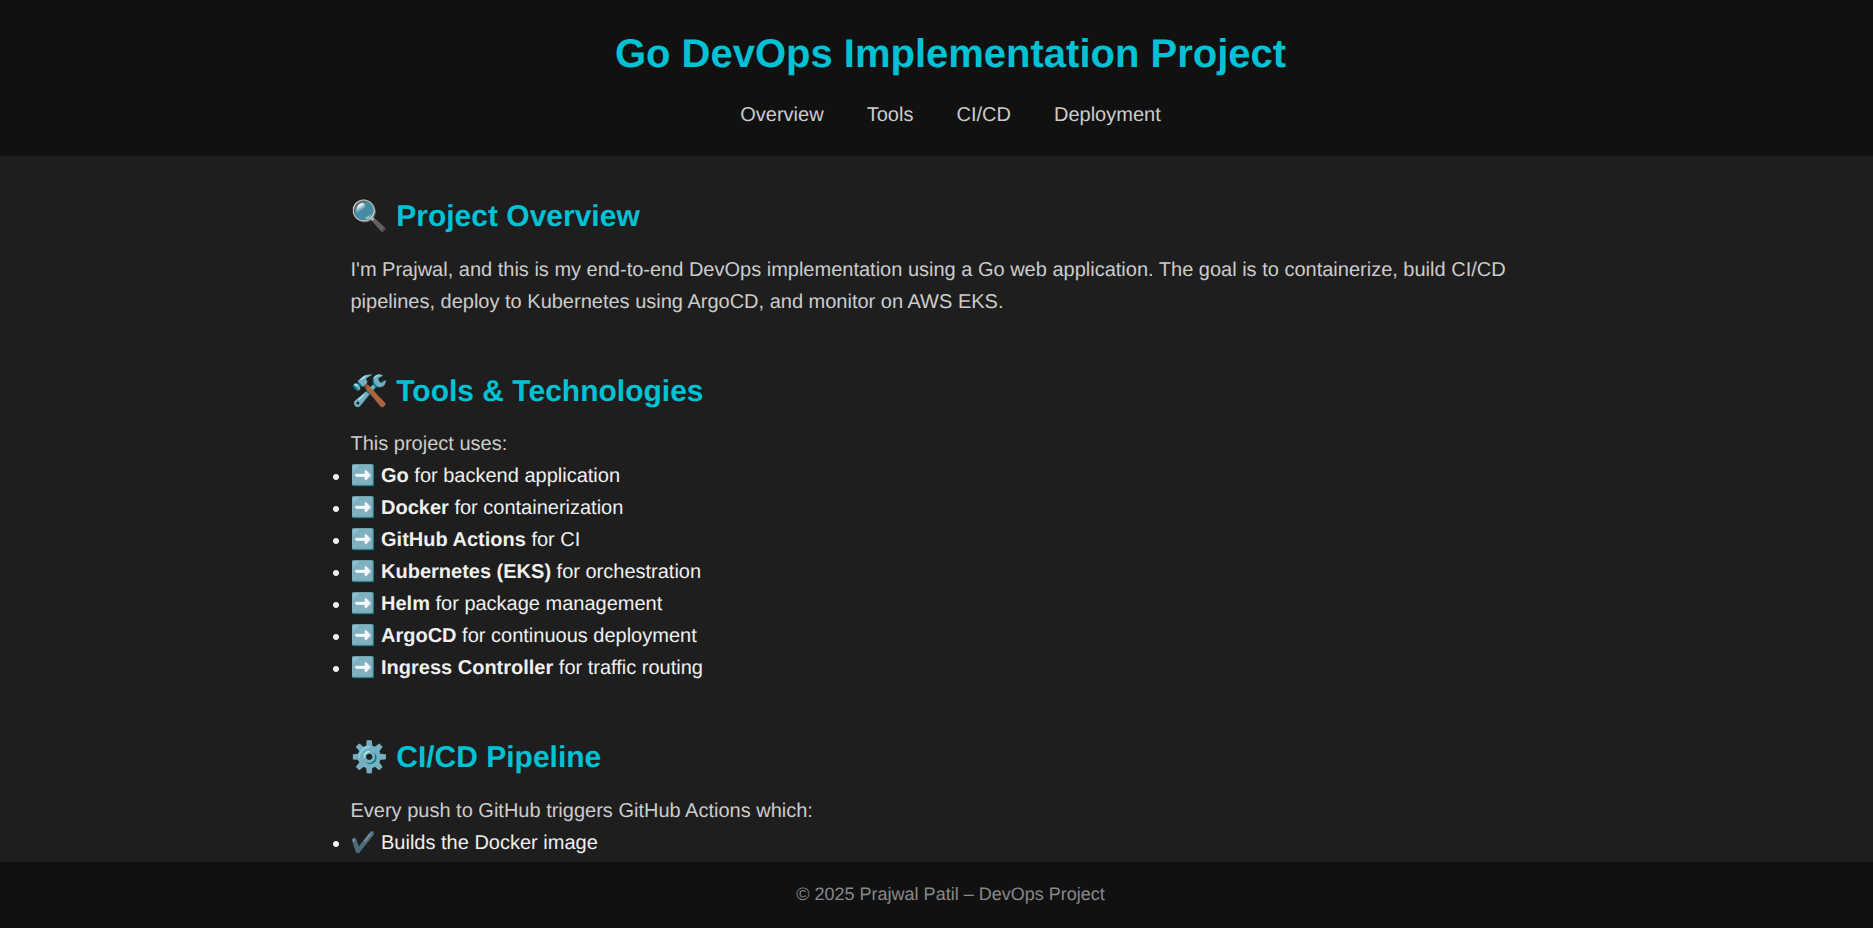 Go DevOps Implementation Project
Overview Tools CI/CD Deployment
🔍 Project Overview
I'm Prajwal, and this is my end-to-end DevOps implementation using a Go web application. The goal is to containerize, build CI/CD
pipelines, deploy to Kubernetes using ArgoCD, and monitor on AWS EKS.
🛠️ Tools & Technologies
This project uses:
• ➡️ Go for backend application
• ➡️ Docker for containerization
• ➡️ GitHub Actions for CI
• ➡️ Kubernetes (EKS) for orchestration
• ➡️ Helm for package management
• ➡️ ArgoCD for continuous deployment
• ➡️ Ingress Controller for traffic routing
⚙️ CI/CD Pipeline
Every push to GitHub triggers GitHub Actions which:
• ✔️ Builds the Docker image
© 2025 Prajwal Patil – DevOps Project